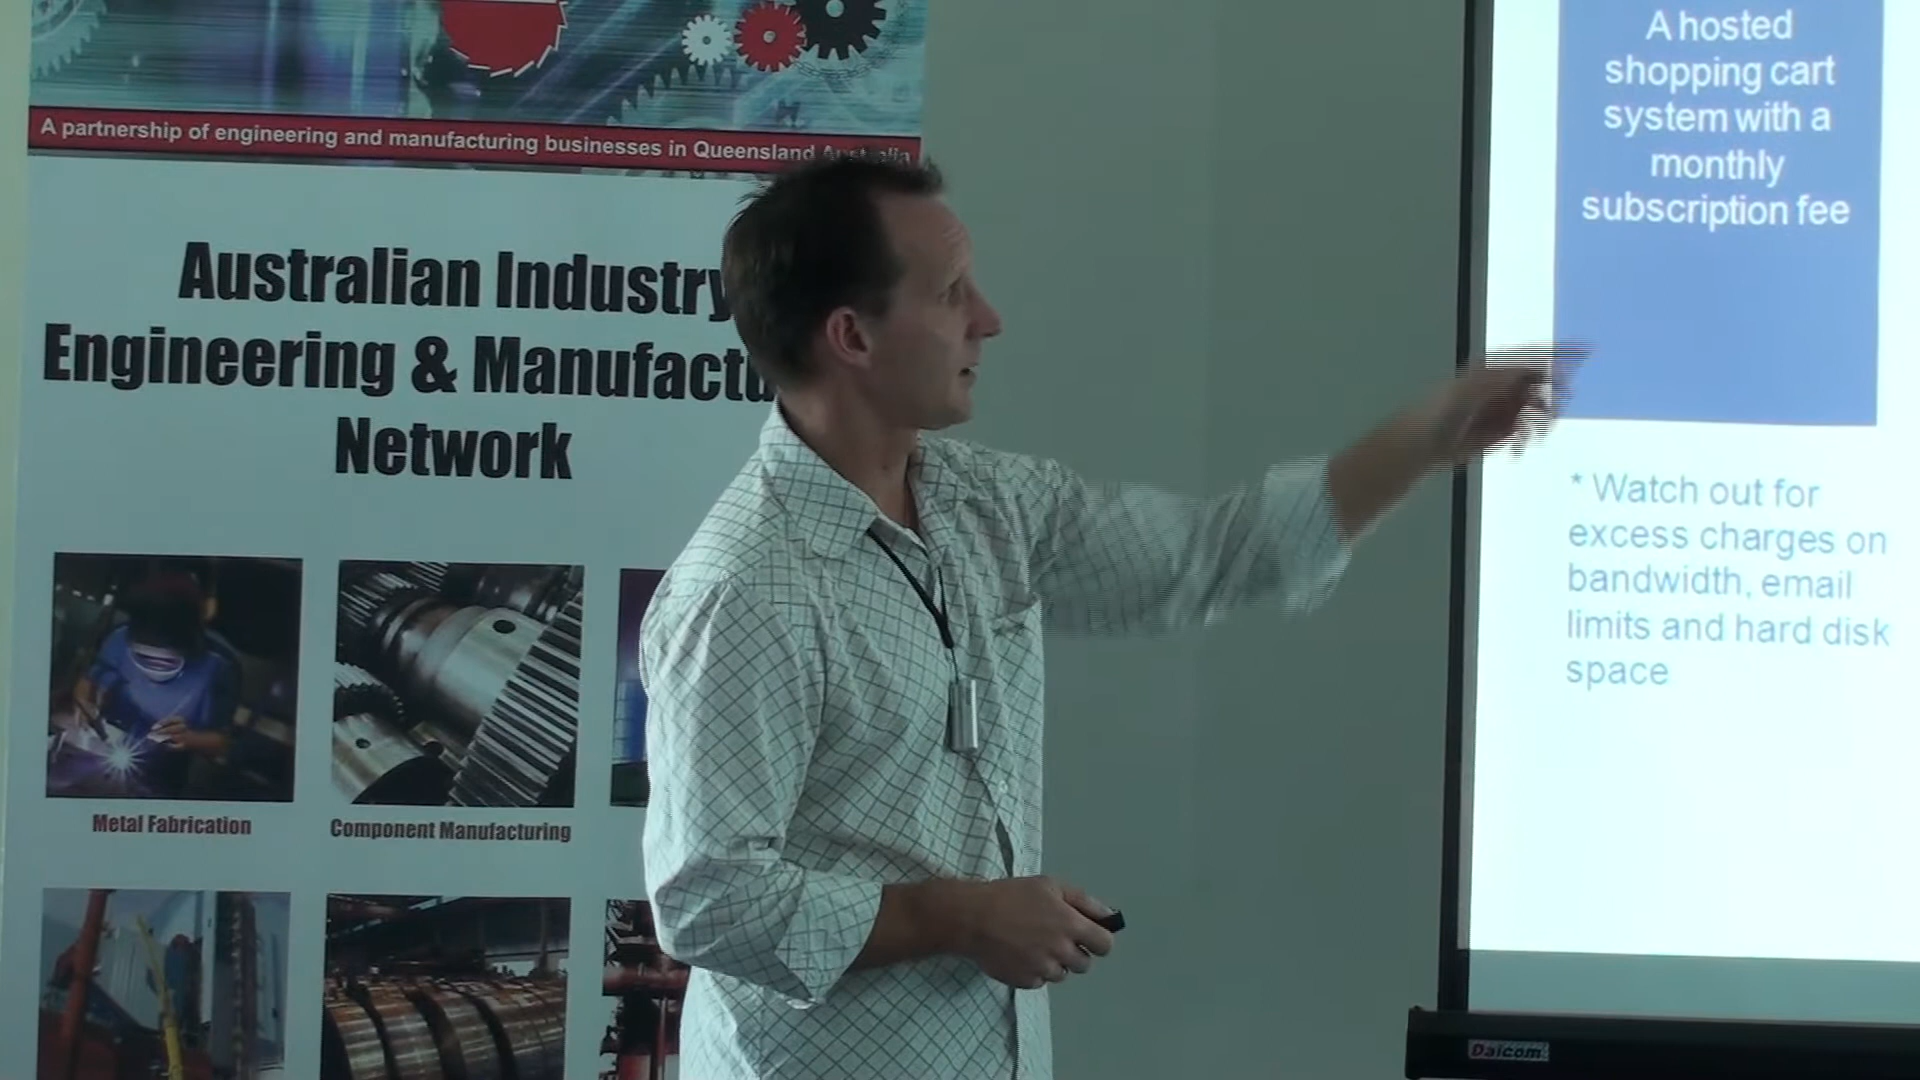 A partnership of engineering and manufacturing businesses in Queensland Australia
Australian Industry
Engineering & Manufactu
Network
Metal Fabrication
Component Manufacturing
A hosted
shopping cart
system with a
monthly
subscription fee
* Watch out for
excess charges on
bandwidth, email
limits and hard disk
space
Daicom